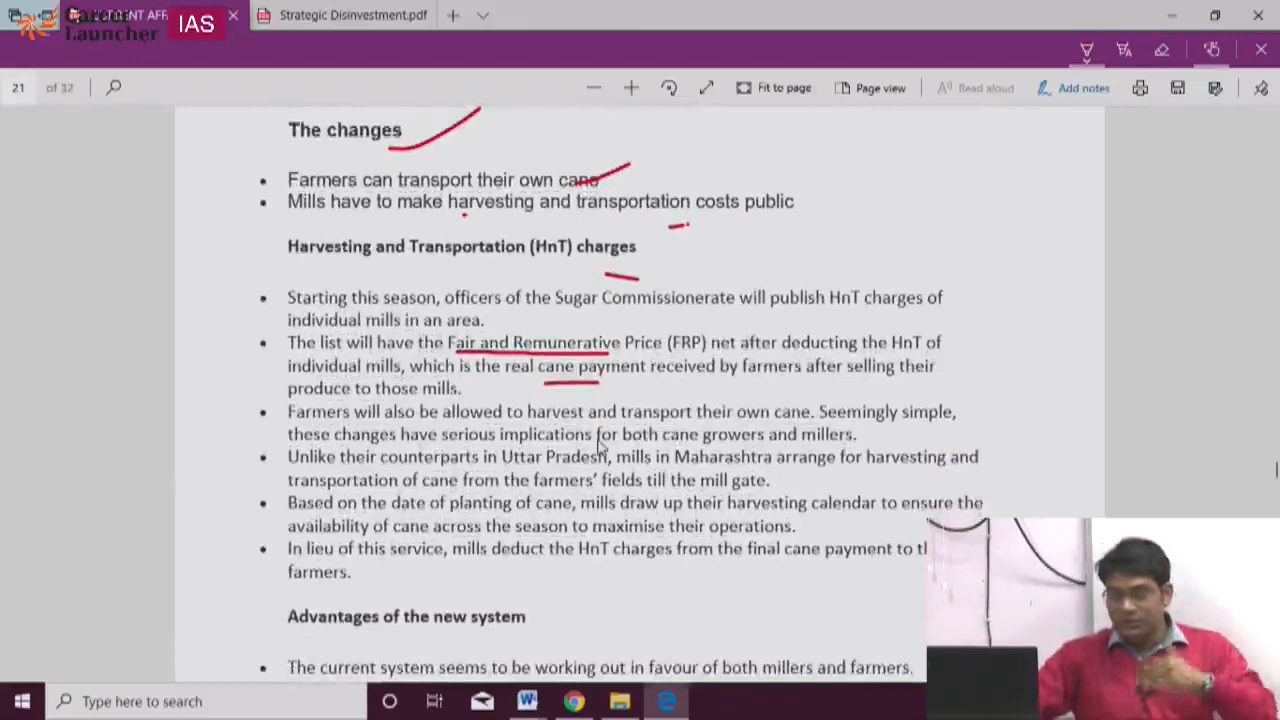 Career Launcher IAS
Strategic Disinvestment.pdf
21 of 32
Fit to page
Page view
Read aloud
Add notes
The changes
• Farmers can transport their own cane
• Mills have to make harvesting and transportation costs public
Harvesting and Transportation (HnT) charges
• Starting this season, officers of the Sugar Commissionerate will publish HnT charges of
individual mills in an area.
• The list will have the Fair and Remunerative Price (FRP) net after deducting the HnT of
individual mills, which is the real cane payment received by farmers after selling their
produce to those mills.
• Farmers will also be allowed to harvest and transport their own cane. Seemingly simple,
these changes have serious implications for both cane growers and millers.
• Unlike their counterparts in Uttar Pradesh, mills in Maharashtra arrange for harvesting and
transportation of cane from the farmers' fields till the mill gate.
• Based on the date of planting of cane, mills draw up their harvesting calendar to ensure the
availability of cane across the season to maximise their operations.
• In lieu of this service, mills deduct the HnT charges from the final cane payment to
farmers.
Advantages of the new system
• The current system seems to be working out in favour of both millers and farmers.
Type here to search